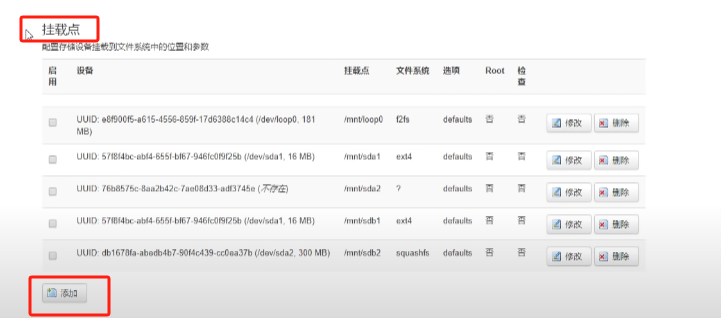 挂载点
配置存储设备挂载到文件系统中的位置和参数
启用 设备 挂载点 文件系统 选项 Root 检查
UUID: e8f900f5-a615-4556-859f-17d6388c14c4 (/dev/loop0, 181 MB) /mnt/loop0 f2fs defaults 否 否 修改 删除
UUID: 57f8f4bc-abf4-655f-bf67-946fc0f9f25b (/dev/sda1, 16 MB) /mnt/sda1 ext4 defaults 否 否 修改 删除
UUID: 76b8575c-8aa2b42c-7ae08d33-adf3745e (不存在) /mnt/sda2 ? defaults 否 否 修改 删除
UUID: 57f8f4bc-abf4-655f-bf67-946fc0f9f25b (/dev/sda1, 16 MB) /mnt/sdb1 ext4 defaults 否 否 修改 删除
UUID: db1678fa-abedb4b7-90f4c439-cc0ea37b (/dev/sda2, 300 MB) /mnt/sdb2 squashfs defaults 否 否 修改 删除
添加